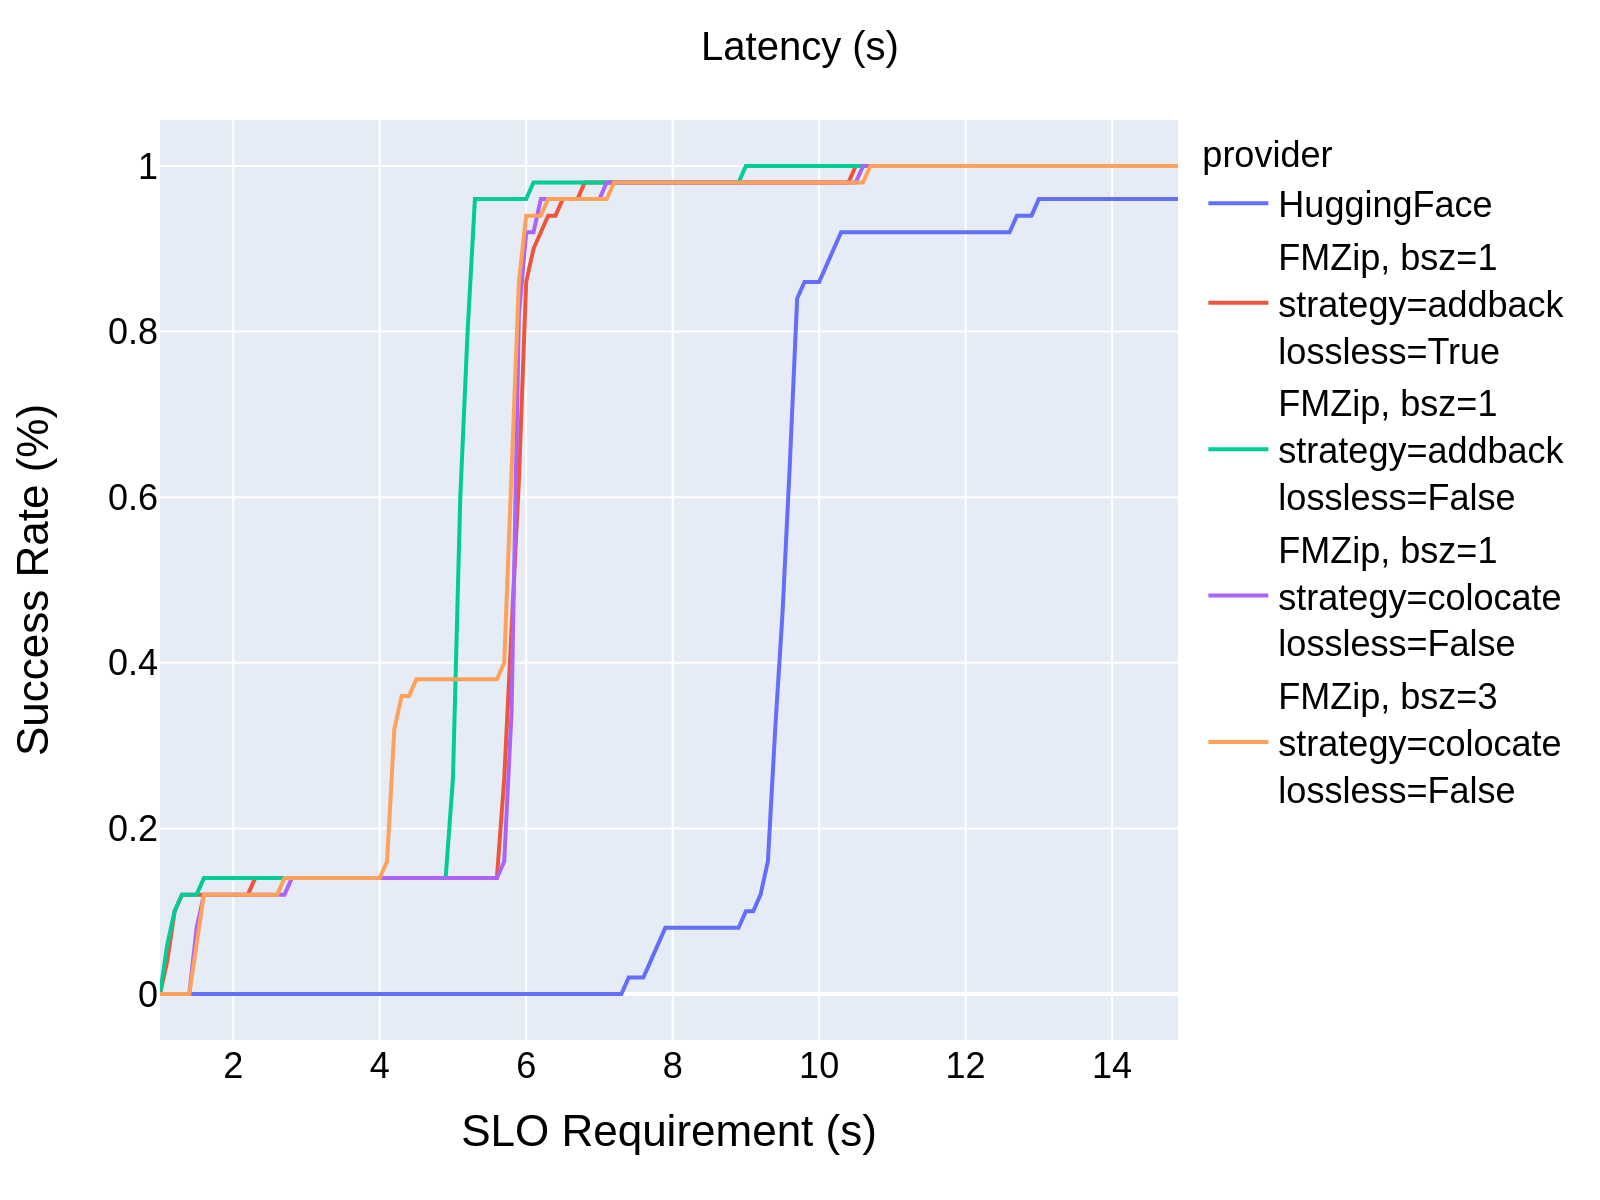 Latency (s)
Success Rate (%)
1
0.8
0.6
0.4
0.2
0
2
4
6
8
10
12
14
SLO Requirement (s)
provider
HuggingFace
FMZip, bsz=1
strategy=addback
lossless=True
FMZip, bsz=1
strategy=addback
lossless=False
FMZip, bsz=1
strategy=colocate
lossless=False
FMZip, bsz=3
strategy=colocate
lossless=False